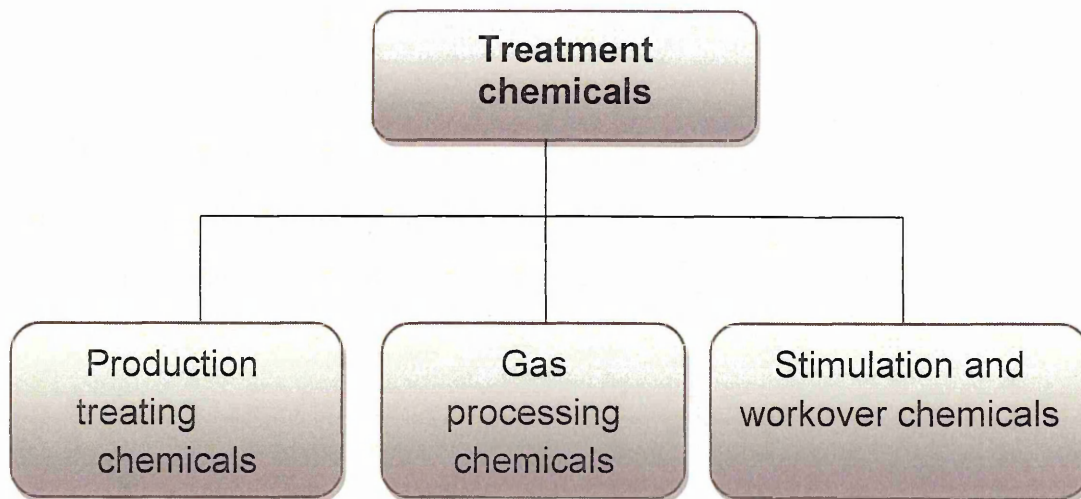 Treatment
chemicals
Production
treating
chemicals
Gas
processing
chemicals
Stimulation and
workover chemicals